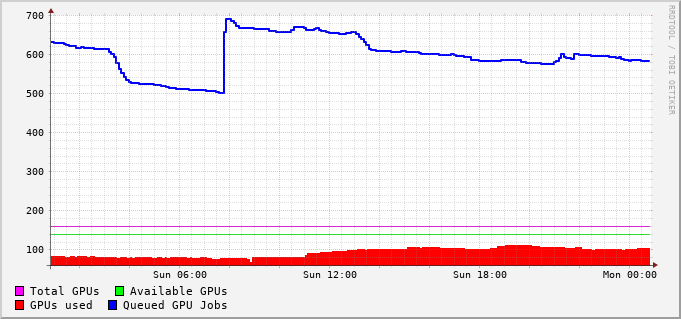 700
600
500
400
300
200
100
Sun 06:00 Sun 12:00 Sun 18:00 Mon 00:00
Total GPUs Available GPUs
GPUs used Queued GPU Jobs
RRDTOOL / TOBI OETIKER